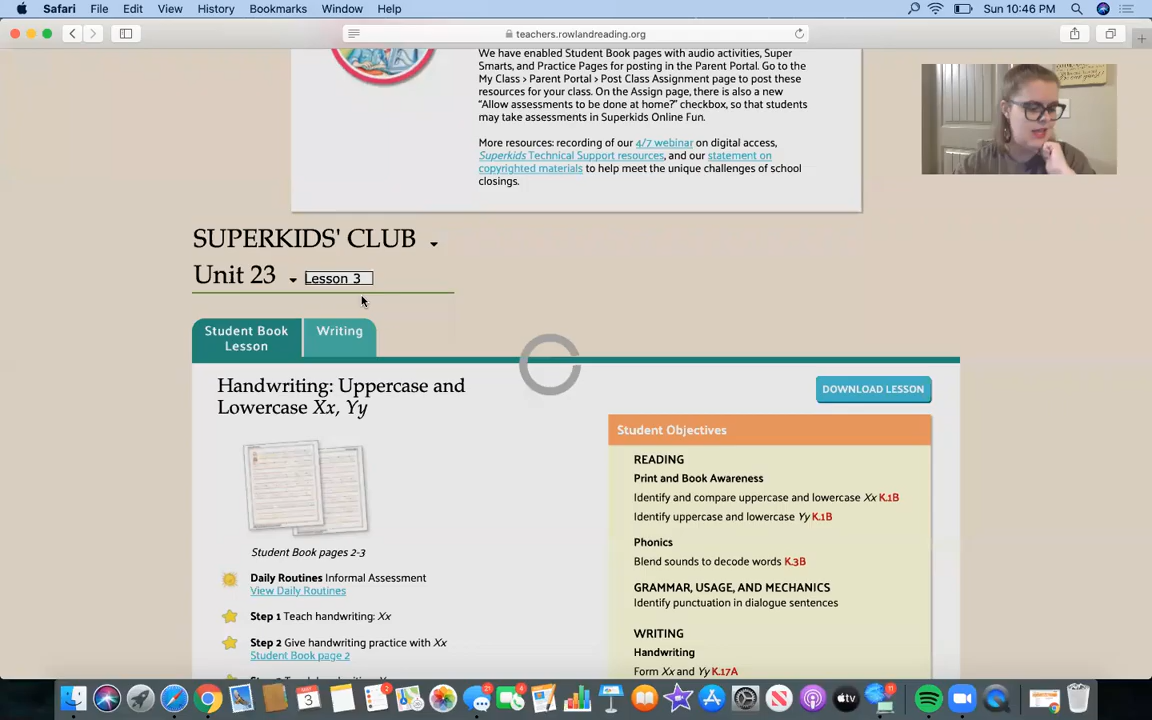 Safari File Edit View History Bookmarks Window Help Sun 10:46 PM
teachers.rowlandreading.org
We have enabled Student Book pages with audio activities, Super
Smarts, and Practice Pages for posting in the Parent Portal. Go to the
My Class > Parent Portal > Post Class Assignment page to post these
resources for your class. On the Assign page, there is also a new
"Allow assessments to be done at home?" checkbox, so that students
may take assessments in Superkids Online Fun.
More resources: recording of our 4/7 webinar on digital access,
Superkids Technical Support resources, and our statement on
copyrighted materials to help meet the unique challenges of school
closings.
SUPERKIDS' CLUB
Unit 23 Lesson 3
Student Book
Lesson
Writing
Handwriting: Uppercase and
Lowercase Xx, Yy
DOWNLOAD LESSON
Student Book pages 2-3
Daily Routines Informal Assessment
View Daily Routines
Step 1 Teach handwriting: Xx
Step 2 Give handwriting practice with Xx
Student Book page 2
Student Objectives
READING
Print and Book Awareness
Identify and compare uppercase and lowercase Xx K.1B
Identify uppercase and lowercase Yy K.1B
Phonics
Blend sounds to decode words K.3B
GRAMMAR, USAGE, AND MECHANICS
Identify punctuation in dialogue sentences
WRITING
Handwriting
Form Xx and Yy K.17A